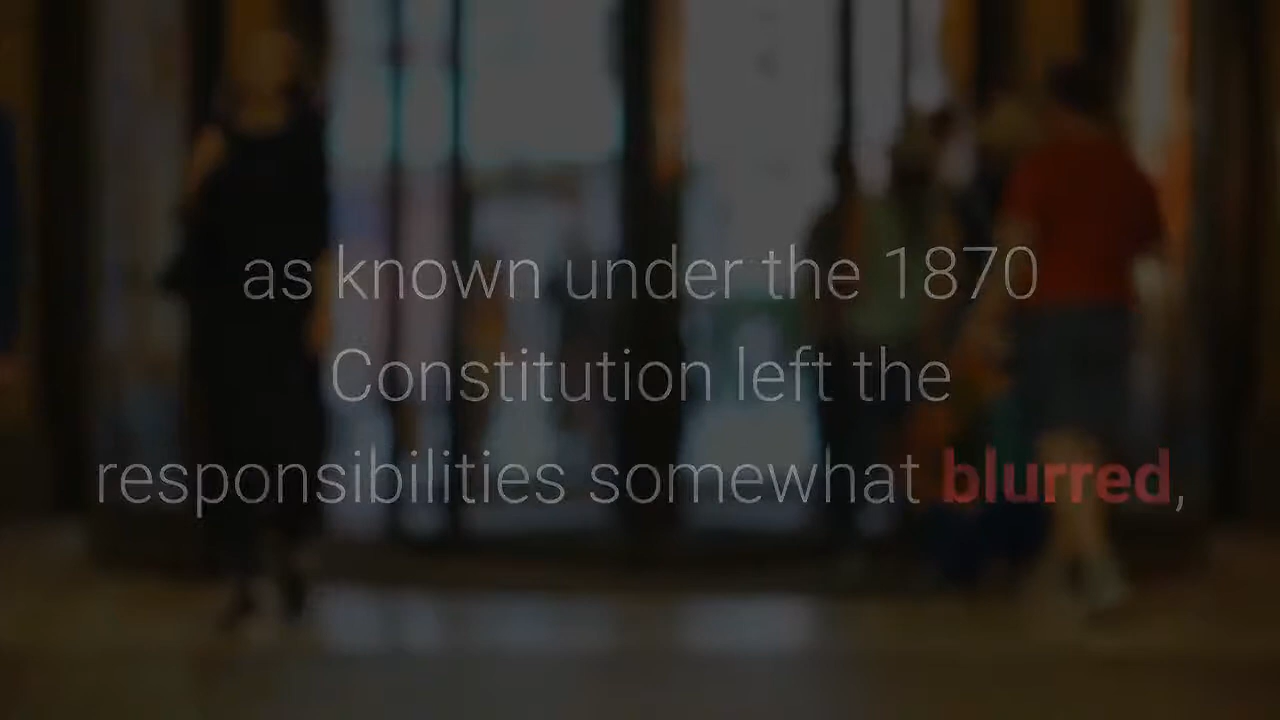 as known under the 1870
Constitution left the
responsibilities somewhat blurred,